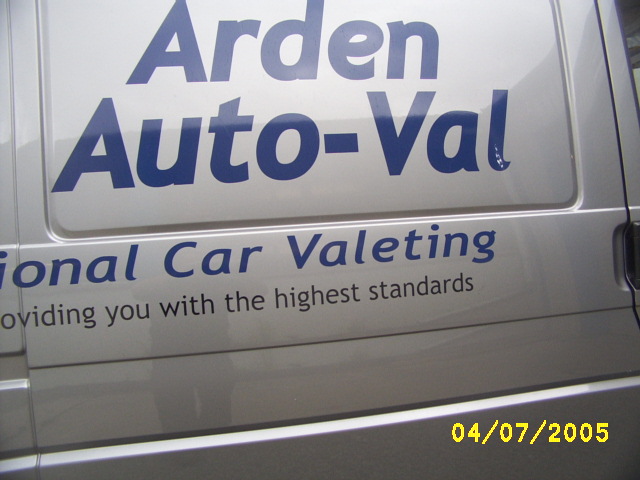 Arden
Auto-Val
ional Car Valeting
oviding you with the highest standards
04/07/2005